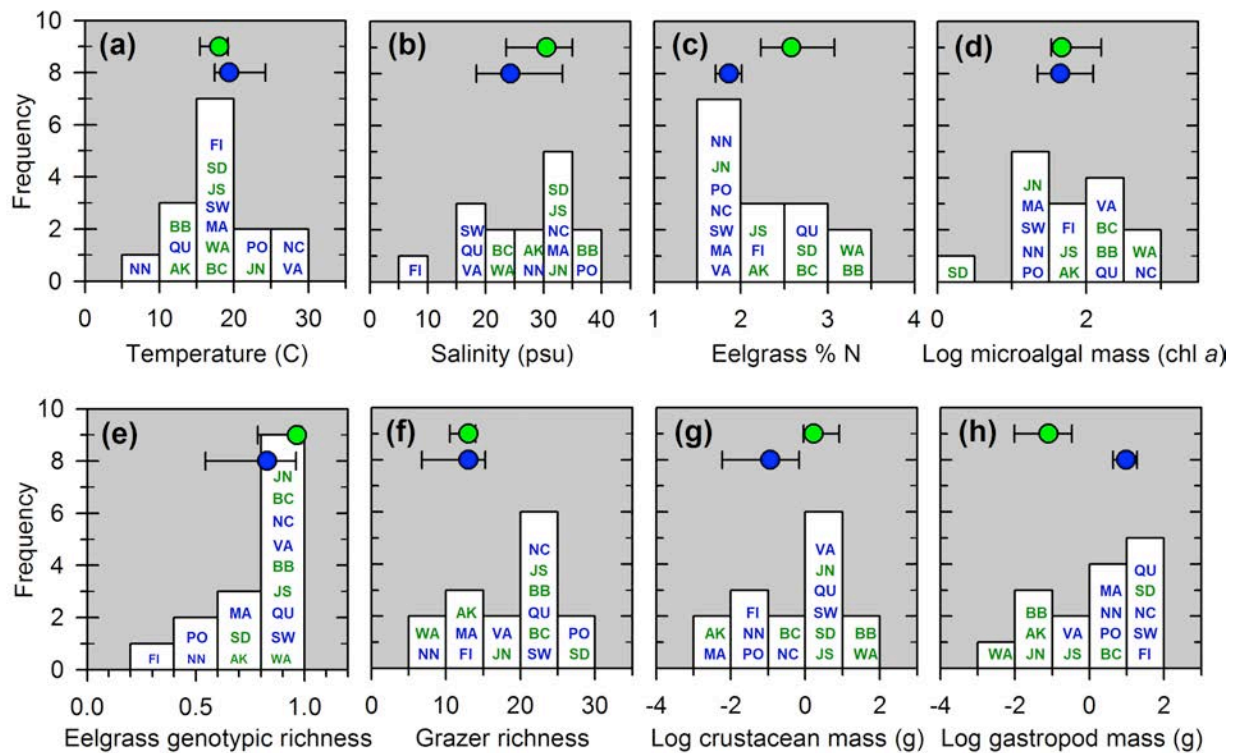 Frequency
10
8
6
4
2
0
(a)
NN
BB
QU
AK
FI
SD
JS
SW
MA
WA
BC
PO
JN
NC
VA
0
10
20
30
Temperature (C)
(b)
FI
SW
QU
VA
BC
WA
AK
NN
SD
JS
NC
MA
JN
BB
PO
0
10
20
30
40
Salinity (psu)
(c)
NN
JN
PO
NC
SW
MA
VA
JS
FI
AK
QU
SD
BC
WA
BB
1
2
3
4
Eelgrass % N
(d)
SD
JN
MA
SW
NN
PO
FI
JS
AK
VA
BC
BB
QU
WA
NC
0
2
Log microalgal mass (chl a)
Frequency
10
8
6
4
2
0
(e)
FI
PO
NN
MA
SD
AK
JN
BC
NC
VA
BB
JS
QU
SW
WA
0.0
0.5
1.0
Eelgrass genotypic richness
(f)
WA
NN
AK
MA
FI
VA
JN
NC
JS
BB
QU
BC
SW
PO
SD
0
10
20
30
Grazer richness
(g)
AK
MA
FI
NN
PO
BC
NC
VA
JN
QU
SW
SD
JS
BB
WA
-4
-2
0
2
Log crustacean mass (g)
(h)
WA
BB
AK
JN
VA
JS
MA
NN
PO
BC
QU
SD
NC
SW
FI
-4
-2
0
2
Log gastropod mass (g)